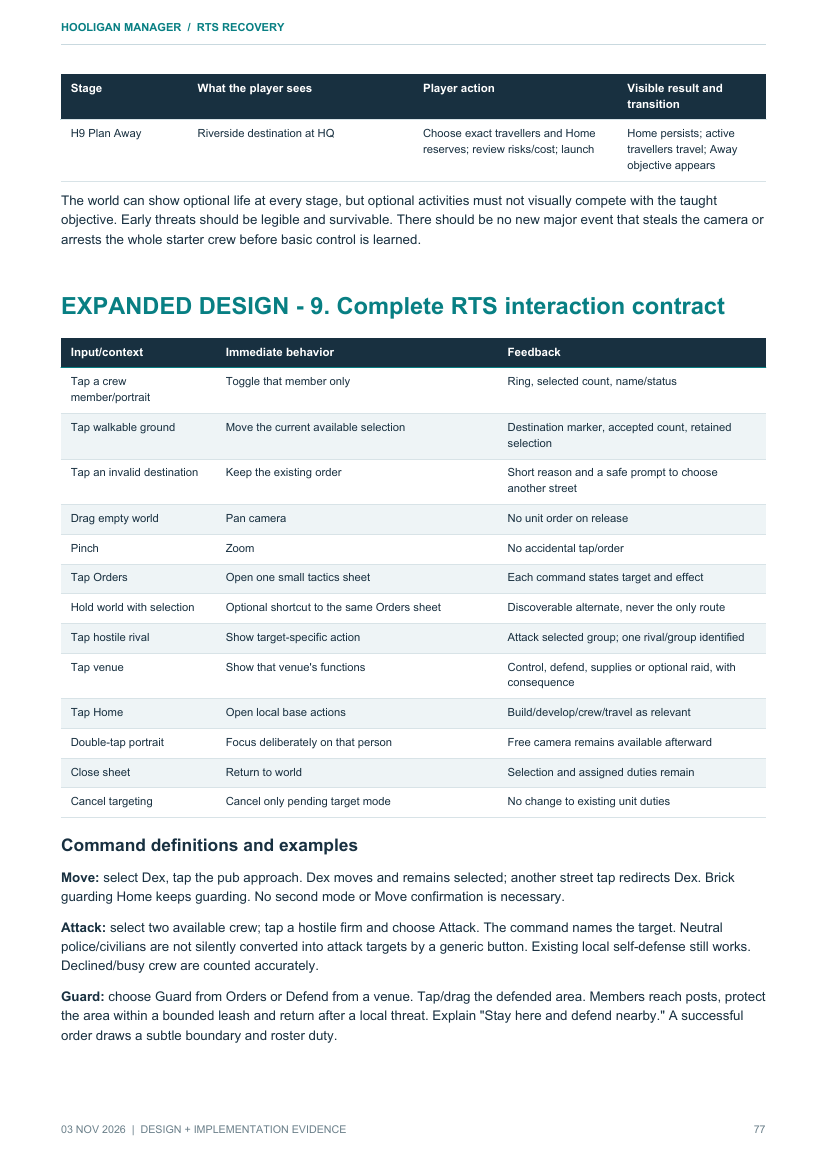 HOOLIGAN MANAGER / RTS RECOVERY
Stage What the player sees Player action Visible result and
transition
H9 Plan Away Riverside destination at HQ Choose exact travellers and Home Home persists; active
reserves; review risks/cost; launch travellers travel; Away
objective appears
The world can show optional life at every stage, but optional activities must not visually compete with the taught
objective. Early threats should be legible and survivable. There should be no new major event that steals the camera or
arrests the whole starter crew before basic control is learned.
EXPANDED DESIGN - 9. Complete RTS interaction contract
Input/context Immediate behavior Feedback
Tap a crew Toggle that member only Ring, selected count, name/status
member/portrait
Tap walkable ground Move the current available selection Destination marker, accepted count, retained
selection
Tap an invalid destination Keep the existing order Short reason and a safe prompt to choose
another street
Drag empty world Pan camera No unit order on release
Pinch Zoom No accidental tap/order
Tap Orders Open one small tactics sheet Each command states target and effect
Hold world with selection Optional shortcut to the same Orders sheet Discoverable alternate, never the only route
Tap hostile rival Show target-specific action Attack selected group; one rival/group identified
Tap venue Show that venue's functions Control, defend, supplies or optional raid, with
consequence
Tap Home Open local base actions Build/develop/crew/travel as relevant
Double-tap portrait Focus deliberately on that person Free camera remains available afterward
Close sheet Return to world Selection and assigned duties remain
Cancel targeting Cancel only pending target mode No change to existing unit duties
Command definitions and examples
Move: select Dex, tap the pub approach. Dex moves and remains selected; another street tap redirects Dex. Brick
guarding Home keeps guarding. No second mode or Move confirmation is necessary.
Attack: select two available crew; tap a hostile firm and choose Attack. The command names the target. Neutral
police/civilians are not silently converted into attack targets by a generic button. Existing local self-defense still works.
Declined/busy crew are counted accurately.
Guard: choose Guard from Orders or Defend from a venue. Tap/drag the defended area. Members reach posts, protect
the area within a bounded leash and return after a local threat. Explain "Stay here and defend nearby." A successful
order draws a subtle boundary and roster duty.
03 NOV 2026 | DESIGN + IMPLEMENTATION EVIDENCE 77